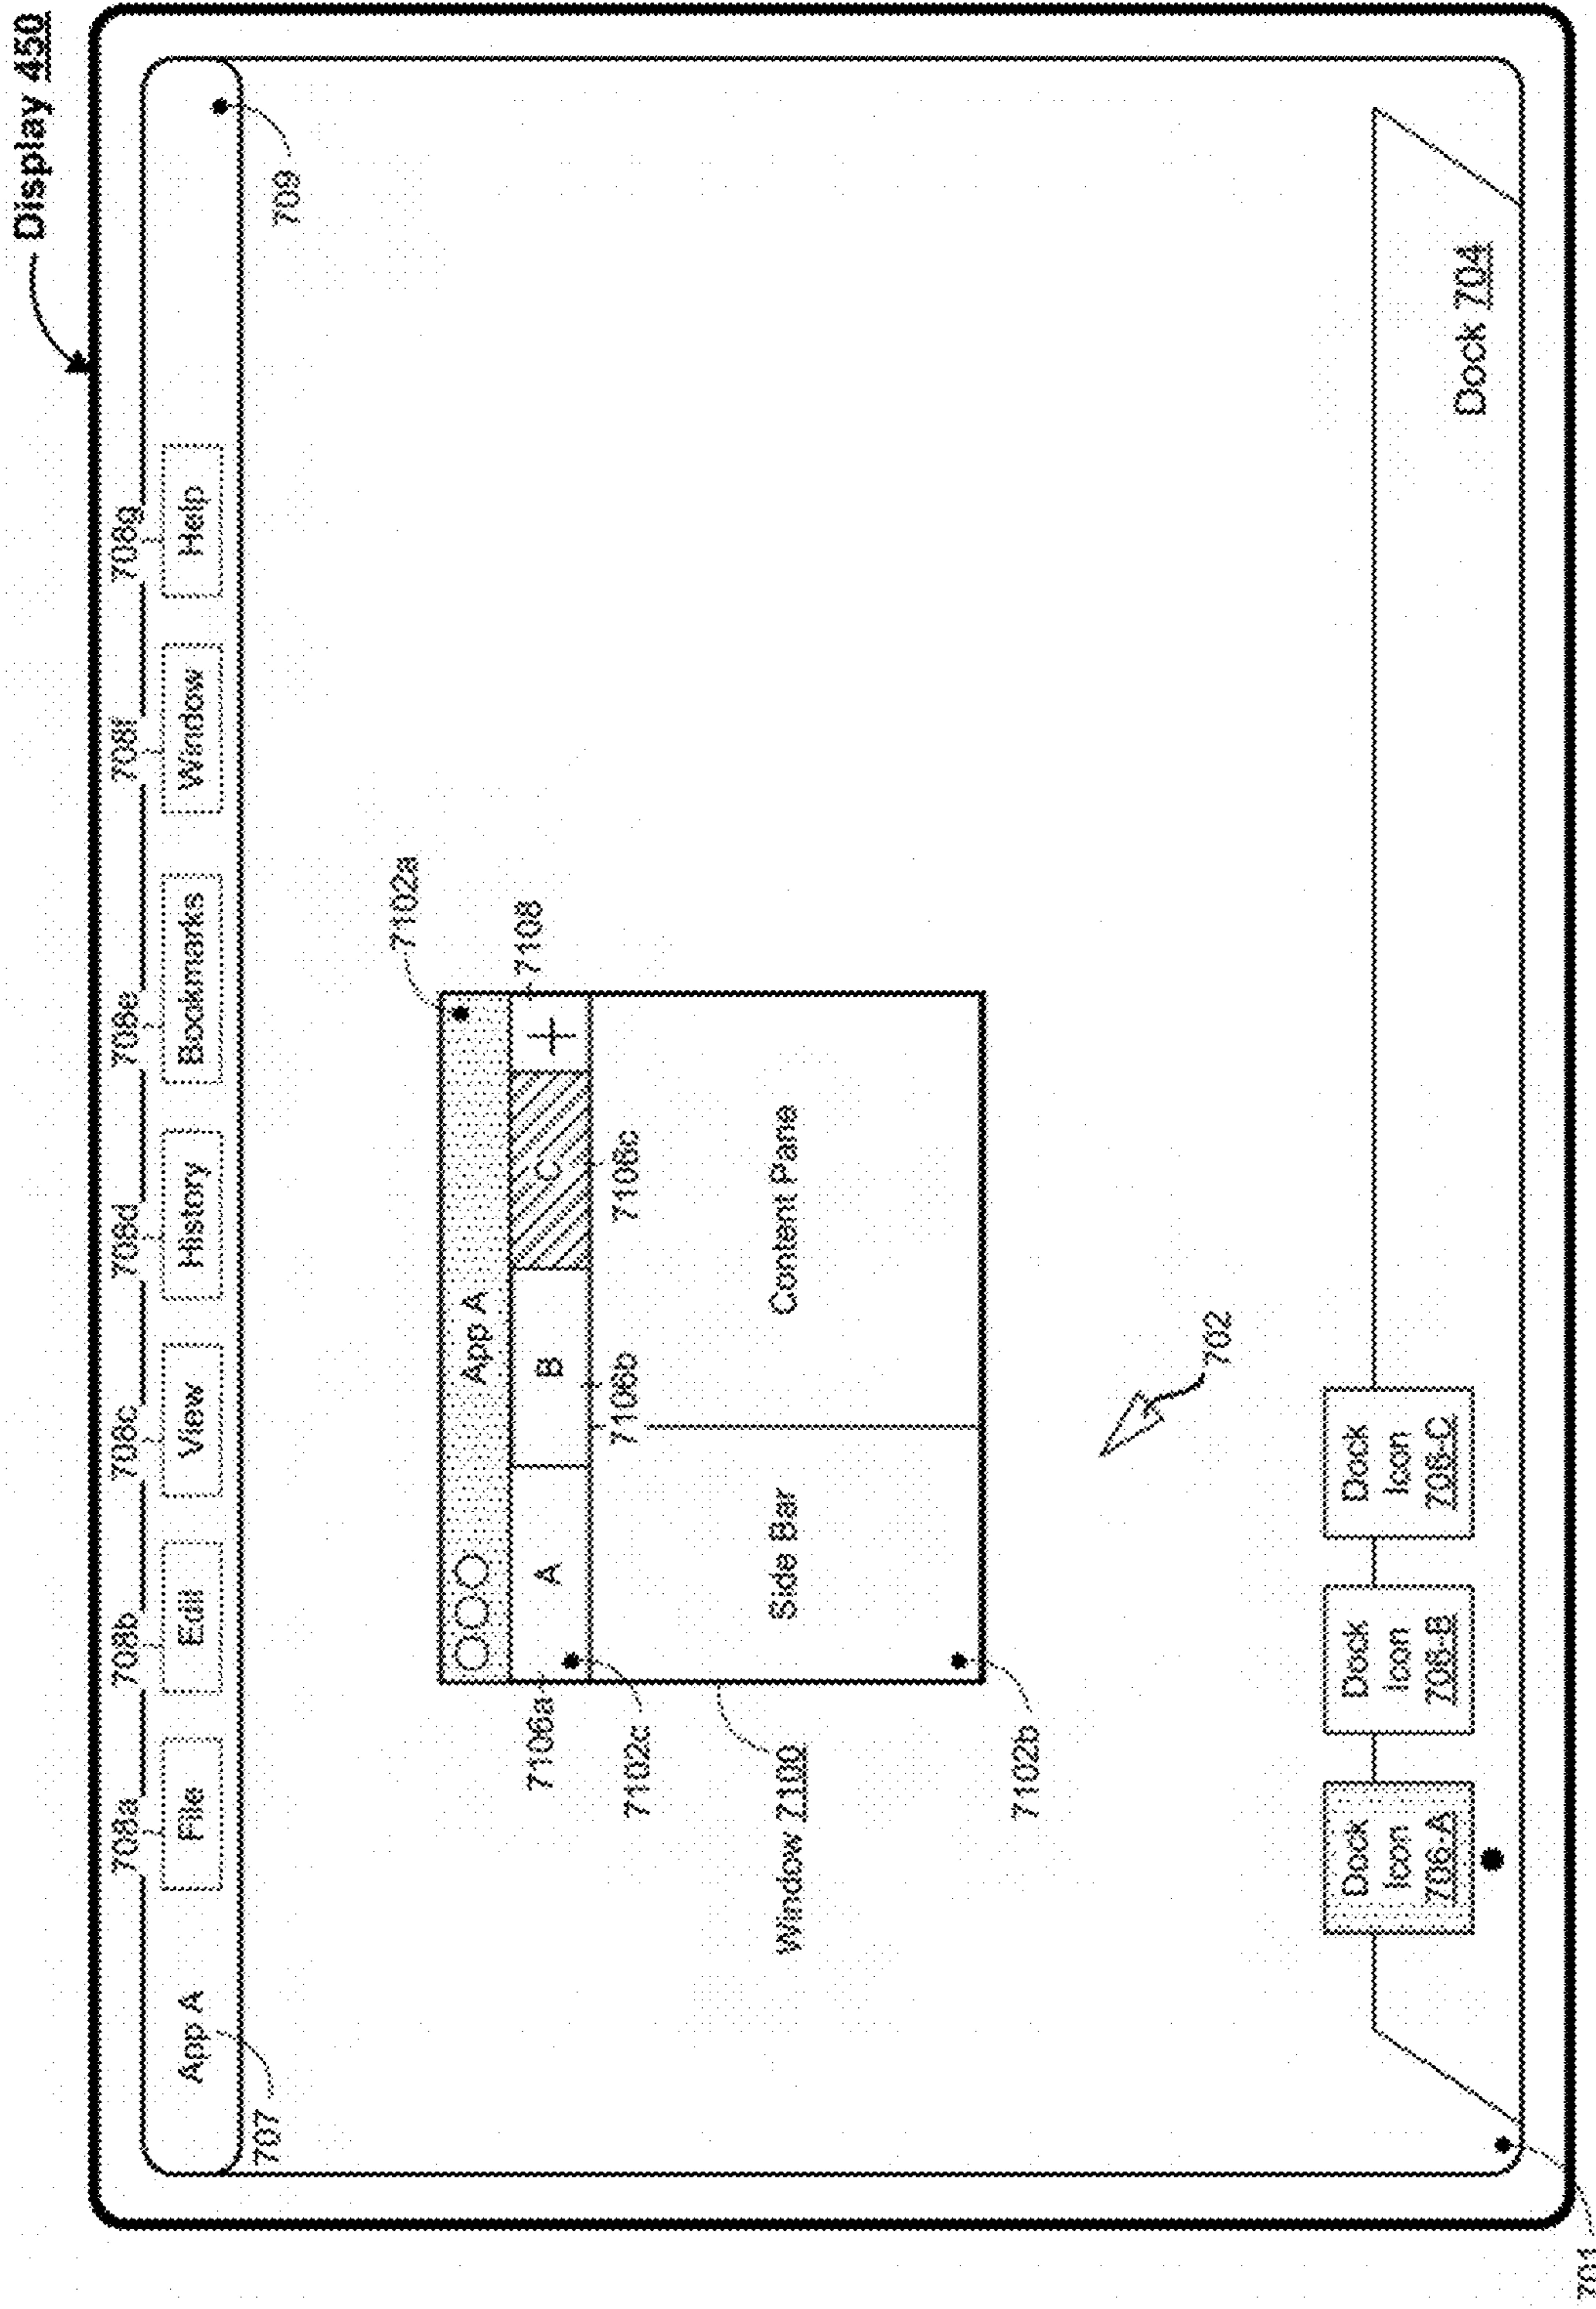 Display 450
708a
708b
708c
708d
708e
708f
708g
App A
File
Edit
View
History
Bookmarks
Window
Help
707
709
7102a
App A
7108
A
B
C
+
7106a
7106b
7106c
7102c
Window 7100
Side Bar
Content Pane
7102b
702
Dock
Icon
706-A
Dock
Icon
706-B
Dock
Icon
706-C
Dock 704